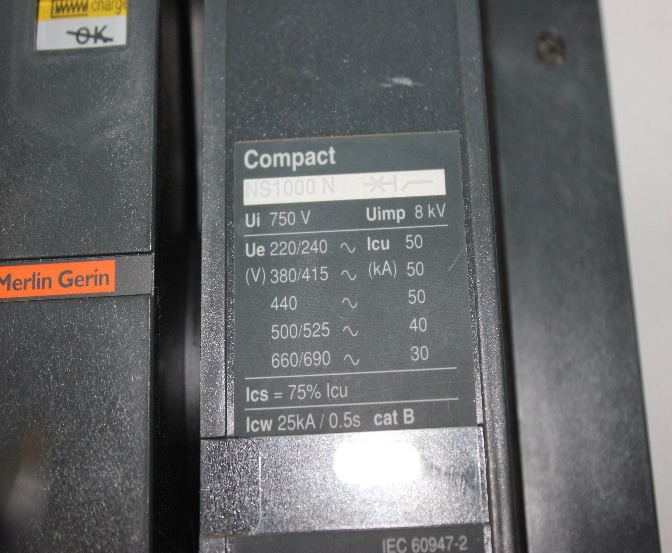 charge
OK
Merlin Gerin
Compact
NS1000 N
Ui 750 V Uimp 8 kV
Ue 220/240 ~ Icu 50
(V) 380/415 ~ (kA) 50
440 ~ 50
500/525 ~ 40
660/690 ~ 30
Ics = 75% Icu
Icw 25kA / 0.5s cat B
IEC 60947-2